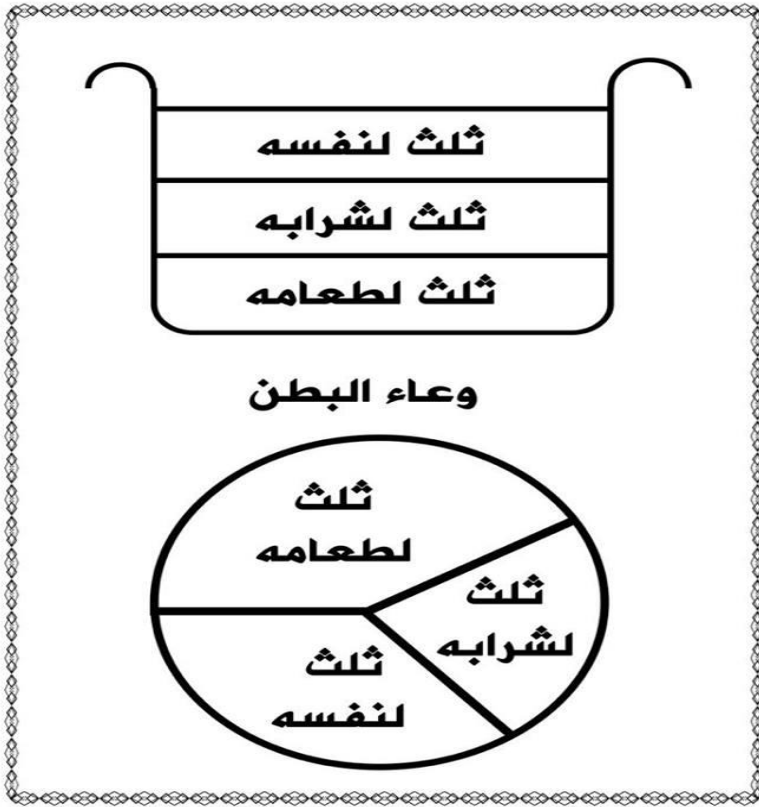 ثلث لنفسه
ثلث لشرابه
ثلث لطعامه
وعاء البطن
ثلث
لطعامه
ثلث
لشرابه
ثلث
لنفسه